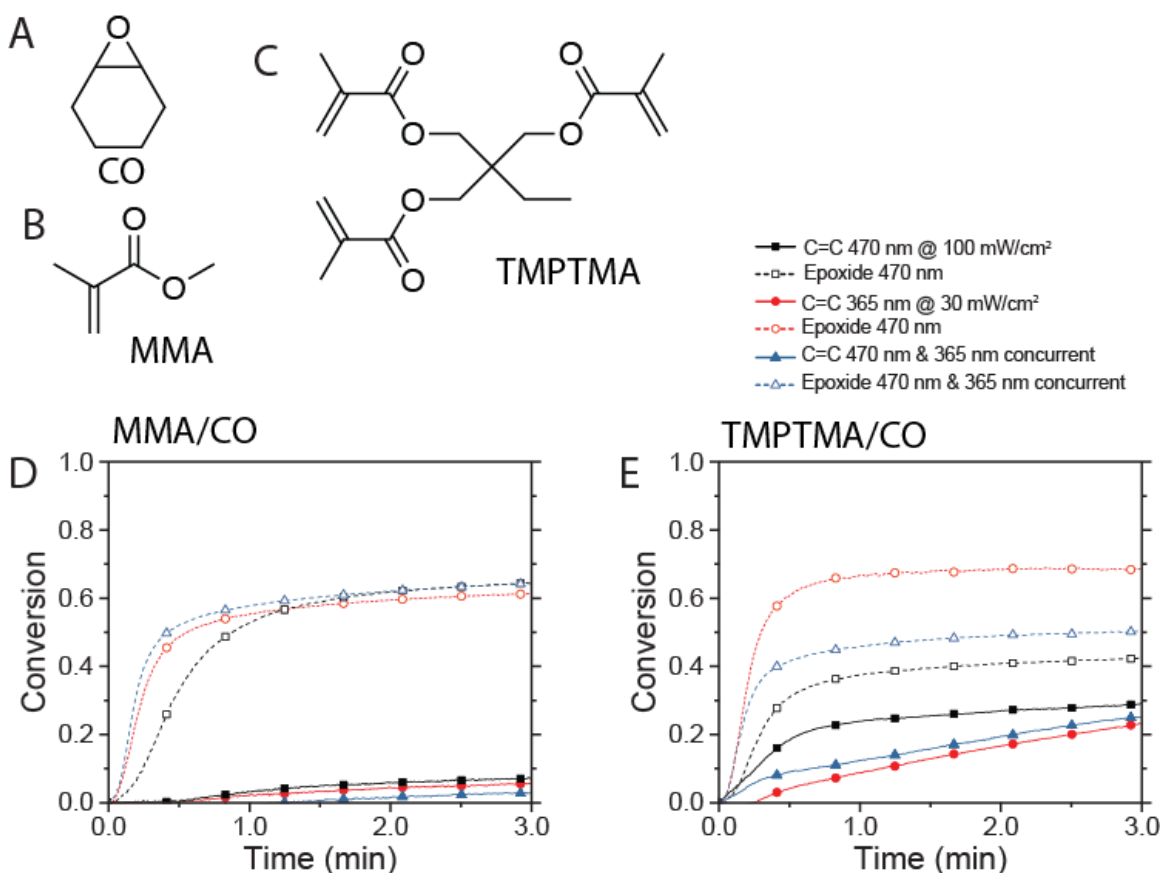 A
O
CO
B
O
O
MMA
C
O
O
O
O
O
O
TMPTMA
C=C 470 nm @ 100 mW/cm²
Epoxide 470 nm
C=C 365 nm @ 30 mW/cm²
Epoxide 470 nm
C=C 470 nm & 365 nm concurrent
Epoxide 470 nm & 365 nm concurrent
MMA/CO
D
1.0
0.8
0.6
0.4
0.2
0.0
Conversion
0.0 1.0 2.0 3.0
Time (min)
TMPTMA/CO
E
1.0
0.8
0.6
0.4
0.2
0.0
Conversion
0.0 1.0 2.0 3.0
Time (min)